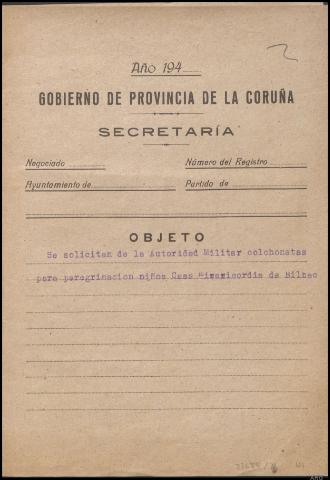 Año 194
GOBIERNO DE PROVINCIA DE LA CORUÑA
SECRETARÍA
Negociado
Número del Registro
Ayuntamiento de
Partido de
OBJETO
Se solicitan de la Autoridad Militar colchonetas
para peregrinacion niños Casa Misericordia de Bilbao